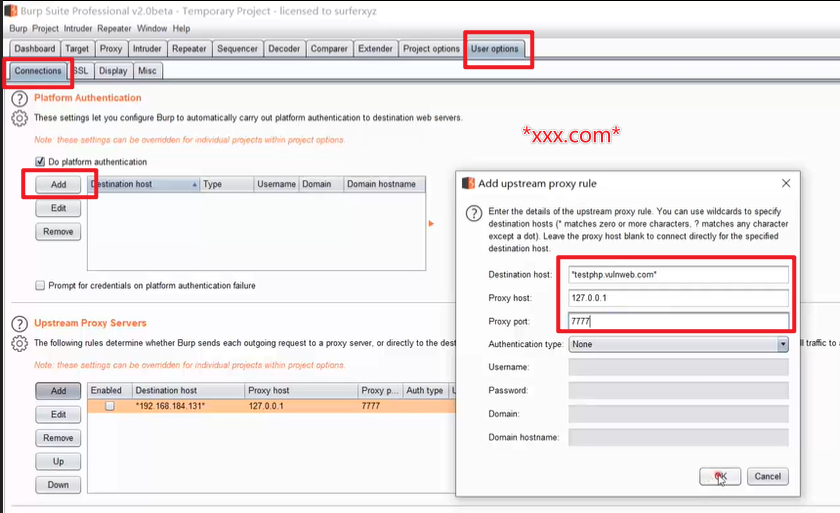 Burp Suite Professional v2.0beta - Temporary Project - licensed to surferxyz
Burp Project Intruder Repeater Window Help
Dashboard Target Proxy Intruder Repeater Sequencer Decoder Comparer Extender Project options User options
Connections SSL Display Misc
Platform Authentication
These settings let you configure Burp to automatically carry out platform authentication to destination web servers.
Note: these settings can be overridden for individual projects within project options.
*xxx.com*
Do platform authentication
Add
Edit
Remove
Destination host Type Username Domain Domain hostname
Prompt for credentials on platform authentication failure
Upstream Proxy Servers
The following rules determine whether Burp sends each outgoing request to a proxy server, or directly to the dest
ll traffic to a
Note: these settings can be overridden for individual projects within project options.
Add
Edit
Remove
Up
Down
Enabled Destination host Proxy host Proxy p... Auth type U
*192.168.184.131* 127.0.0.1 7777
Add upstream proxy rule
Enter the details of the upstream proxy rule. You can use wildcards to specify
destination hosts (* matches zero or more characters, ? matches any character
except a dot). Leave the proxy host blank to connect directly for the specified
destination host.
Destination host: *testphp.vulnweb.com*
Proxy host: 127.0.0.1
Proxy port: 7777
Authentication type: None
Username:
Password:
Domain:
Domain hostname:
OK Cancel